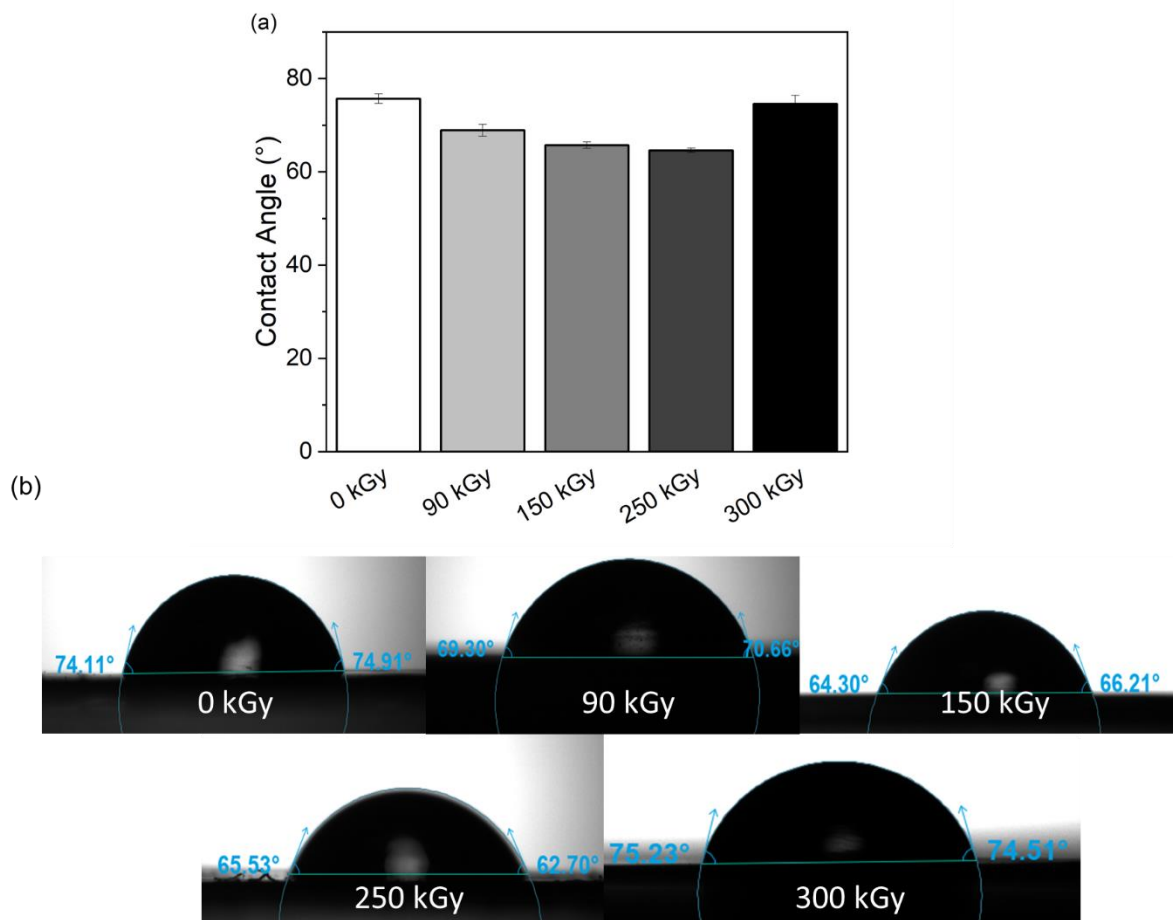 (a)
80
60
40
20
0
Contact Angle (°)
0 kGy
90 kGy
150 kGy
250 kGy
300 kGy
(b)
74.11°
74.91°
0 kGy
69.30°
70.66°
90 kGy
64.30°
66.21°
150 kGy
65.53°
62.70°
250 kGy
75.23°
74.51°
300 kGy